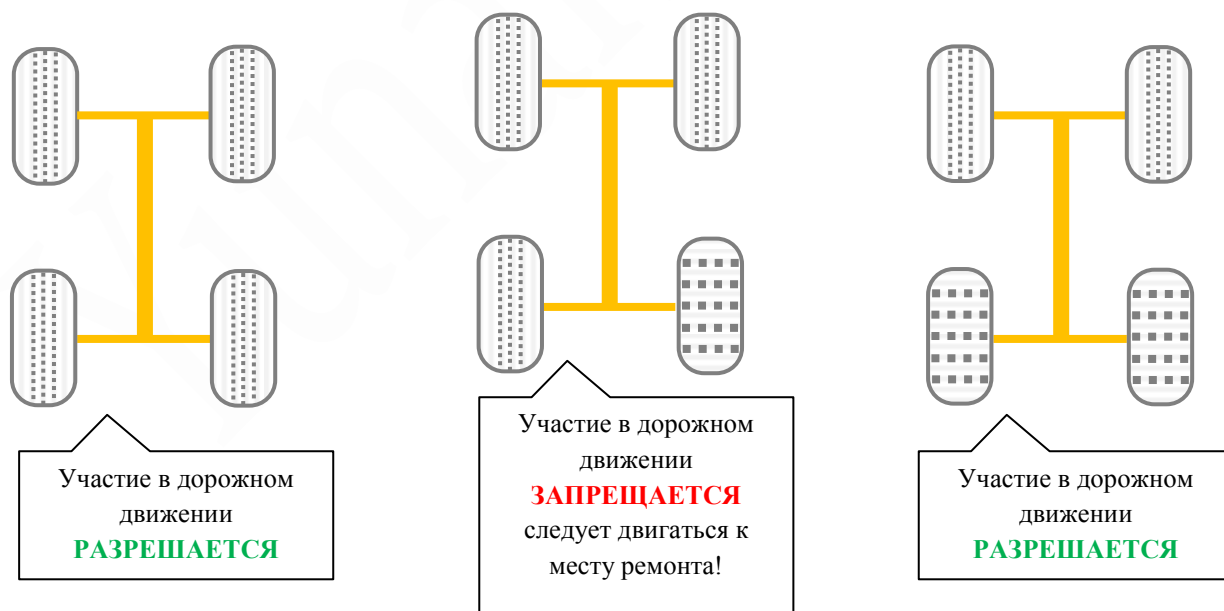 Участие в дорожном
движении
РАЗРЕШАЕТСЯ
Участие в дорожном
движении
ЗАПРЕЩАЕТСЯ
следует двигаться к
месту ремонта!
Участие в дорожном
движении
РАЗРЕШАЕТСЯ